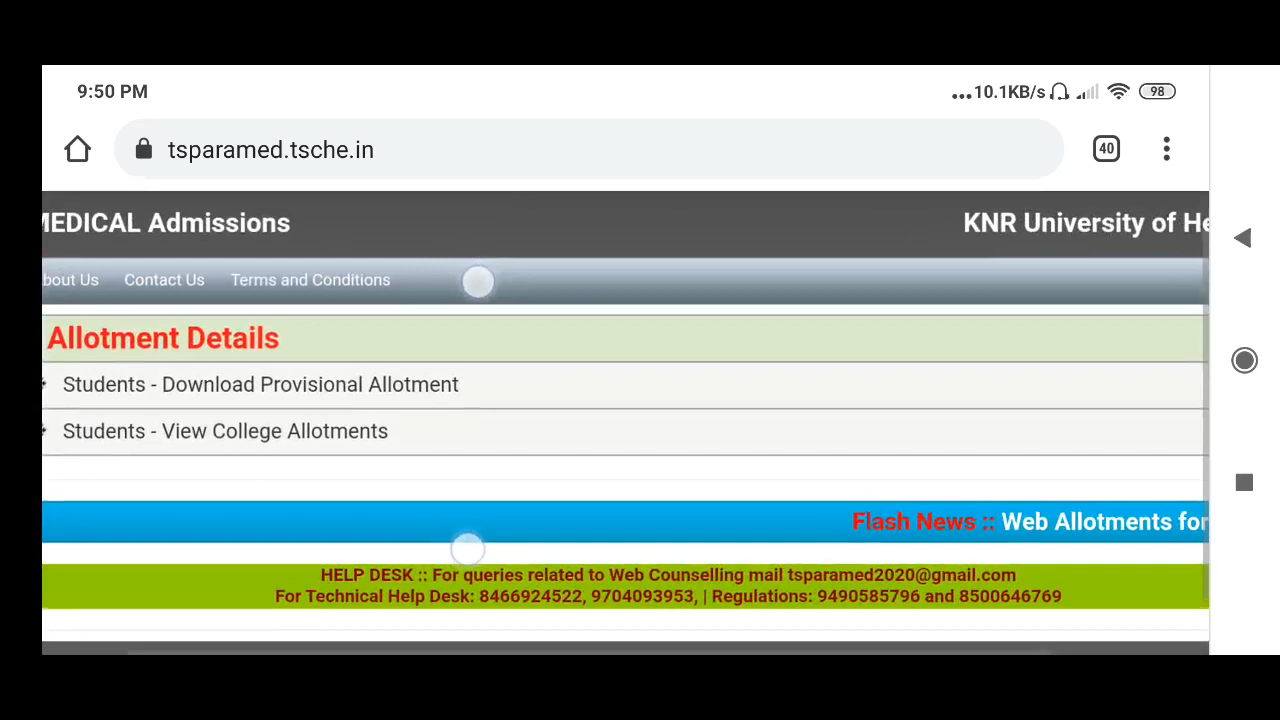 9:50 PM
...10.1KB/s 98
tsparamed.tsche.in
40
MEDICAL Admissions
KNR University of He
bout Us Contact Us Terms and Conditions
Allotment Details
Students - Download Provisional Allotment
Students - View College Allotments
Flash News :: Web Allotments for
HELP DESK :: For queries related to Web Counselling mail tsparamed2020@gmail.com
For Technical Help Desk: 8466924522, 9704093953, | Regulations: 9490585796 and 8500646769